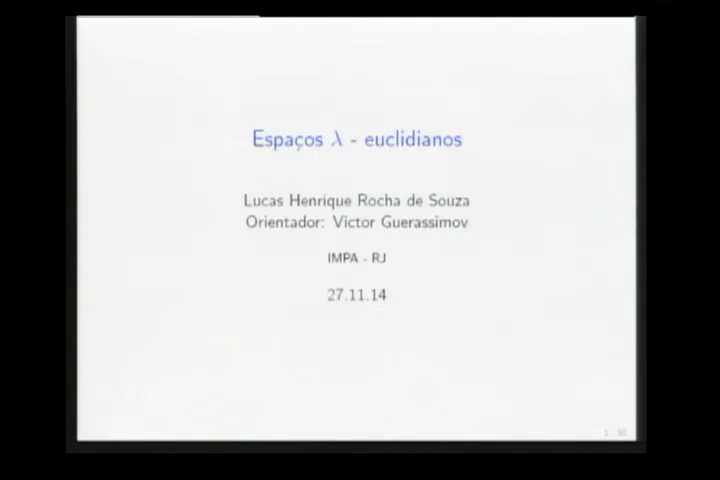 Espaços λ - euclidianos
Lucas Henrique Rocha de Souza
Orientador: Victor Guerassimov
IMPA - RJ
27.11.14